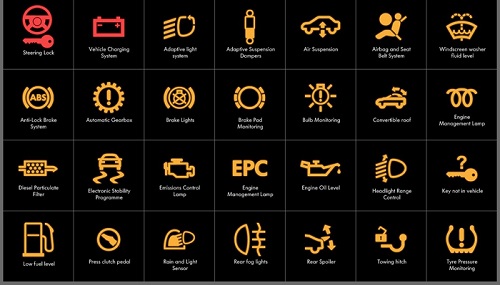 Steering Lock
Vehicle Charging
System
Adaptive light
system
Adaptive Suspension
Dampers
Air Suspension
Airbag and Seat
Belt System
Windscreen washer
fluid level
ABS
Anti-Lock Brake
System
Automatic Gearbox
Brake Lights
Brake Pad
Monitoring
Bulb Monitoring
Convertible roof
Engine
Management Lamp
Diesel Particulate
Filter
Electronic Stability
Programme
Emissions Control
Lamp
EPC
Engine
Management Lamp
Engine Oil Level
Headlight Range
Control
?
Key not in vehicle
Low fuel level
Press clutch pedal
Rain and Light
Sensor
Rear fog lights
Rear Spoiler
Towing hitch
Tyre Pressure
Monitoring